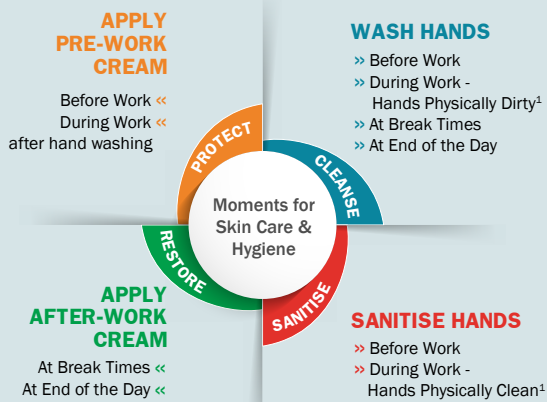 APPLY
PRE-WORK
CREAM
Before Work «
During Work «
after hand washing
WASH HANDS
» Before Work
» During Work -
Hands Physically Dirty¹
» At Break Times
» At End of the Day
PROTECT
CLEANSE
Moments for
Skin Care &
Hygiene
RESTORE
SANITISE
APPLY
AFTER-WORK
CREAM
At Break Times «
At End of the Day «
SANITISE HANDS
» Before Work
» During Work -
Hands Physically Clean¹